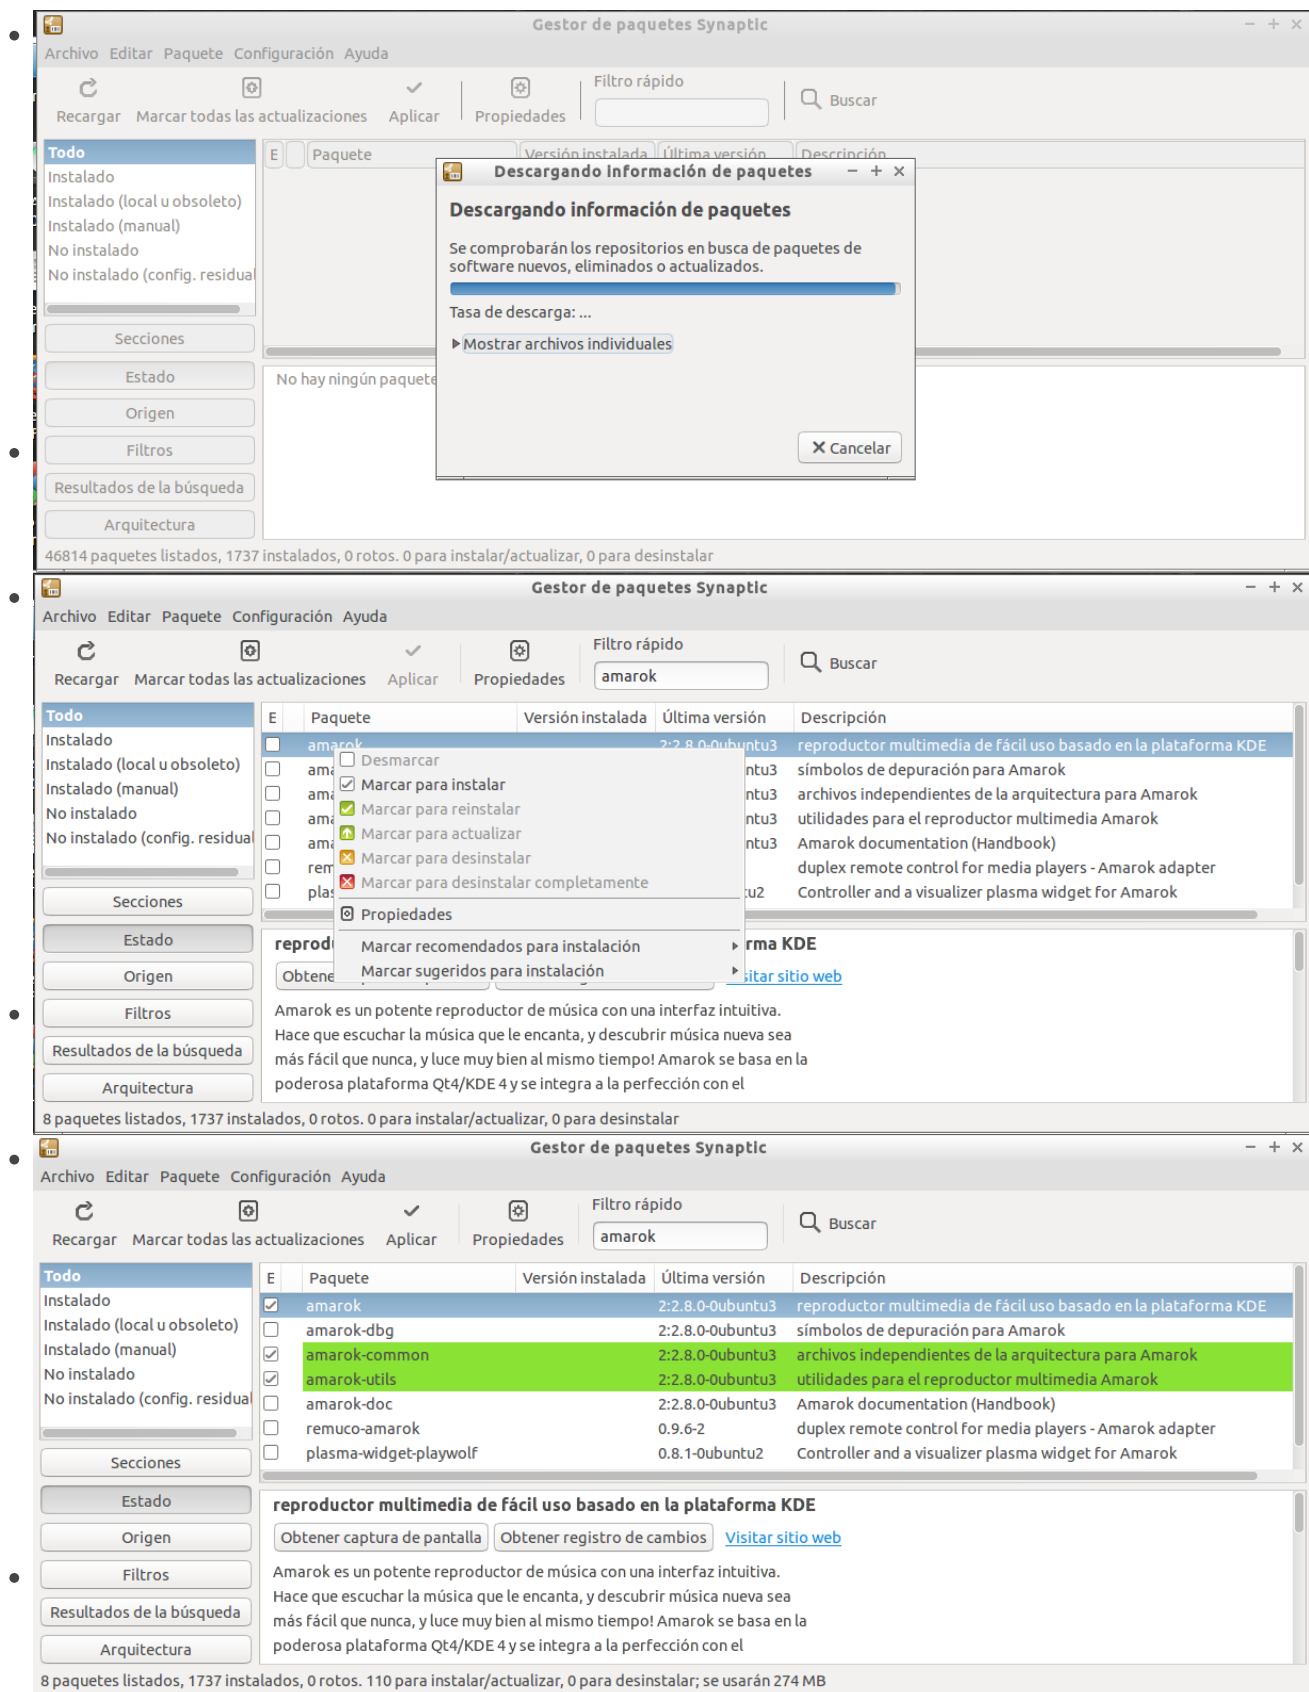 Gestor de paquetes Synaptic
Archivo Editar Paquete Configuración Ayuda
Filtro rápido
Recargar Marcar todas las actualizaciones Aplicar Propiedades Buscar
Todo
Instalado
Instalado (local u obsoleto)
Instalado (manual)
No instalado
No instalado (config. residual
E Paquete Versión instalada Última versión Descripción
Descargando información de paquetes
Descargando información de paquetes
Se comprobarán los repositorios en busca de paquetes de
software nuevos, eliminados o actualizados.
Tasa de descarga: ...
Mostrar archivos individuales
Cancelar
Secciones
Estado
Origen
Filtros
Resultados de la búsqueda
Arquitectura
No hay ningún paquete
46814 paquetes listados, 1737 instalados, 0 rotos. 0 para instalar/actualizar, 0 para desinstalar
Gestor de paquetes Synaptic
Archivo Editar Paquete Configuración Ayuda
Filtro rápido
Recargar Marcar todas las actualizaciones Aplicar Propiedades amarok Buscar
Todo
Instalado
Instalado (local u obsoleto)
Instalado (manual)
No instalado
No instalado (config. residual
Secciones
Estado
Origen
Filtros
Resultados de la búsqueda
Arquitectura
E Paquete Versión instalada Última versión Descripción
amarok 2:2.8.0-0ubuntu3 reproductor multimedia de fácil uso basado en la plataforma KDE
ama ntu3 símbolos de depuración para Amarok
ama ntu3 archivos independientes de la arquitectura para Amarok
ama ntu3 utilidades para el reproductor multimedia Amarok
ama ntu3 Amarok documentation (Handbook)
rem duplex remote control for media players - Amarok adapter
plas u2 Controller and a visualizer plasma widget for Amarok
Desmarcar
Marcar para instalar
Marcar para reinstalar
Marcar para actualizar
Marcar para desinstalar
Marcar para desinstalar completamente
Propiedades
Marcar recomendados para instalación
Marcar sugeridos para instalación
reprodu rma KDE
Obtene sitar sitio web
Amarok es un potente reproductor de música con una interfaz intuitiva.
Hace que escuchar la música que le encanta, y descubrir música nueva sea
más fácil que nunca, y luce muy bien al mismo tiempo! Amarok se basa en la
poderosa plataforma Qt4/KDE 4 y se integra a la perfección con el
8 paquetes listados, 1737 instalados, 0 rotos. 0 para instalar/actualizar, 0 para desinstalar
Gestor de paquetes Synaptic
Archivo Editar Paquete Configuración Ayuda
Filtro rápido
Recargar Marcar todas las actualizaciones Aplicar Propiedades amarok Buscar
Todo
Instalado
Instalado (local u obsoleto)
Instalado (manual)
No instalado
No instalado (config. residual
Secciones
Estado
Origen
Filtros
Resultados de la búsqueda
Arquitectura
E Paquete Versión instalada Última versión Descripción
amarok 2:2.8.0-0ubuntu3 reproductor multimedia de fácil uso basado en la plataforma KDE
amarok-dbg 2:2.8.0-0ubuntu3 símbolos de depuración para Amarok
amarok-common 2:2.8.0-0ubuntu3 archivos independientes de la arquitectura para Amarok
amarok-utils 2:2.8.0-0ubuntu3 utilidades para el reproductor multimedia Amarok
amarok-doc 2:2.8.0-0ubuntu3 Amarok documentation (Handbook)
remuco-amarok 0.9.6-2 duplex remote control for media players - Amarok adapter
plasma-widget-playwolf 0.8.1-0ubuntu2 Controller and a visualizer plasma widget for Amarok
reproductor multimedia de fácil uso basado en la plataforma KDE
Obtener captura de pantalla Obtener registro de cambios Visitar sitio web
Amarok es un potente reproductor de música con una interfaz intuitiva.
Hace que escuchar la música que le encanta, y descubrir música nueva sea
más fácil que nunca, y luce muy bien al mismo tiempo! Amarok se basa en la
poderosa plataforma Qt4/KDE 4 y se integra a la perfección con el
8 paquetes listados, 1737 instalados, 0 rotos. 110 para instalar/actualizar, 0 para desinstalar; se usarán 274 MB